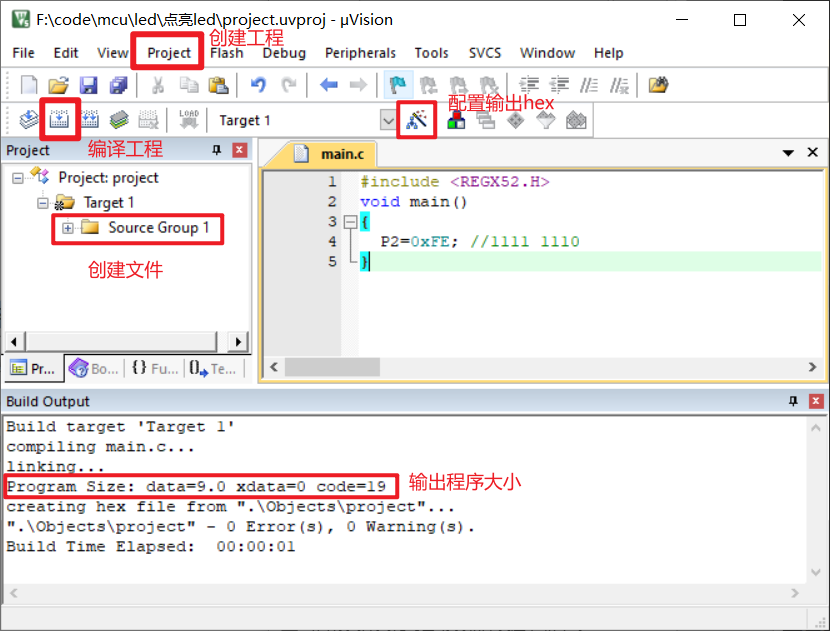 F:\code\mcu\led\点亮led\project.uvproj - µVision
创建工程
File Edit View Project Flash Debug Peripherals Tools SVCS Window Help
配置输出hex
LOAD Target 1
编译工程
Project
main.c
Project: project
Target 1
Source Group 1
创建文件
1 #include <REGX52.H>
2 void main()
3 {
4 P2=0xFE; //1111 1110
5 }
Pr... Bo... {} Fu... Te...
Build Output
Build target 'Target 1'
compiling main.c...
linking...
Program Size: data=9.0 xdata=0 code=19
输出程序大小
creating hex file from ".\Objects\project"...
".\Objects\project" - 0 Error(s), 0 Warning(s).
Build Time Elapsed:  00:00:01